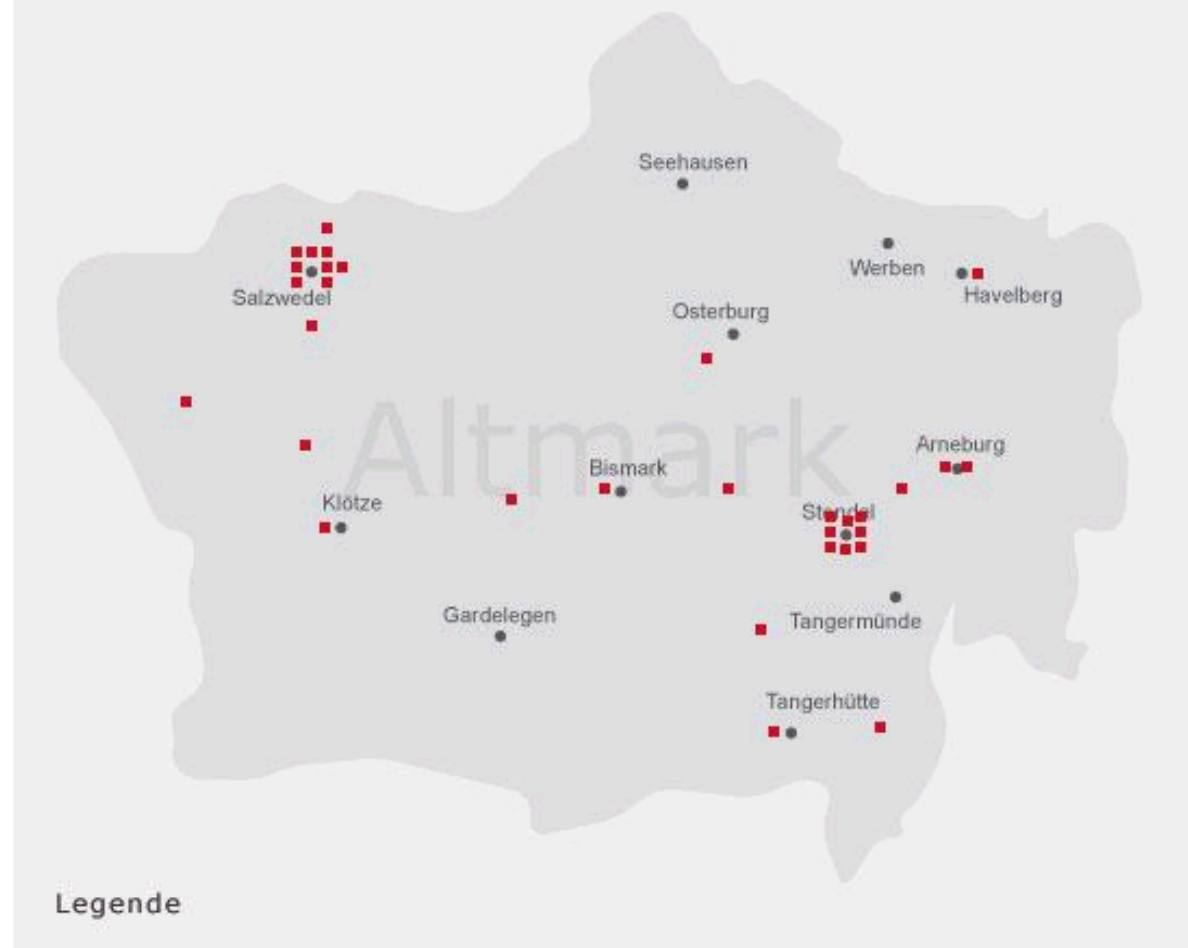 Seehausen
Werben
Salzwedel
Havelberg
Osterburg
Altmark
Arneburg
Bismark
Klötze
Stendal
Gardelegen
Tangermünde
Tangerhütte
Legende